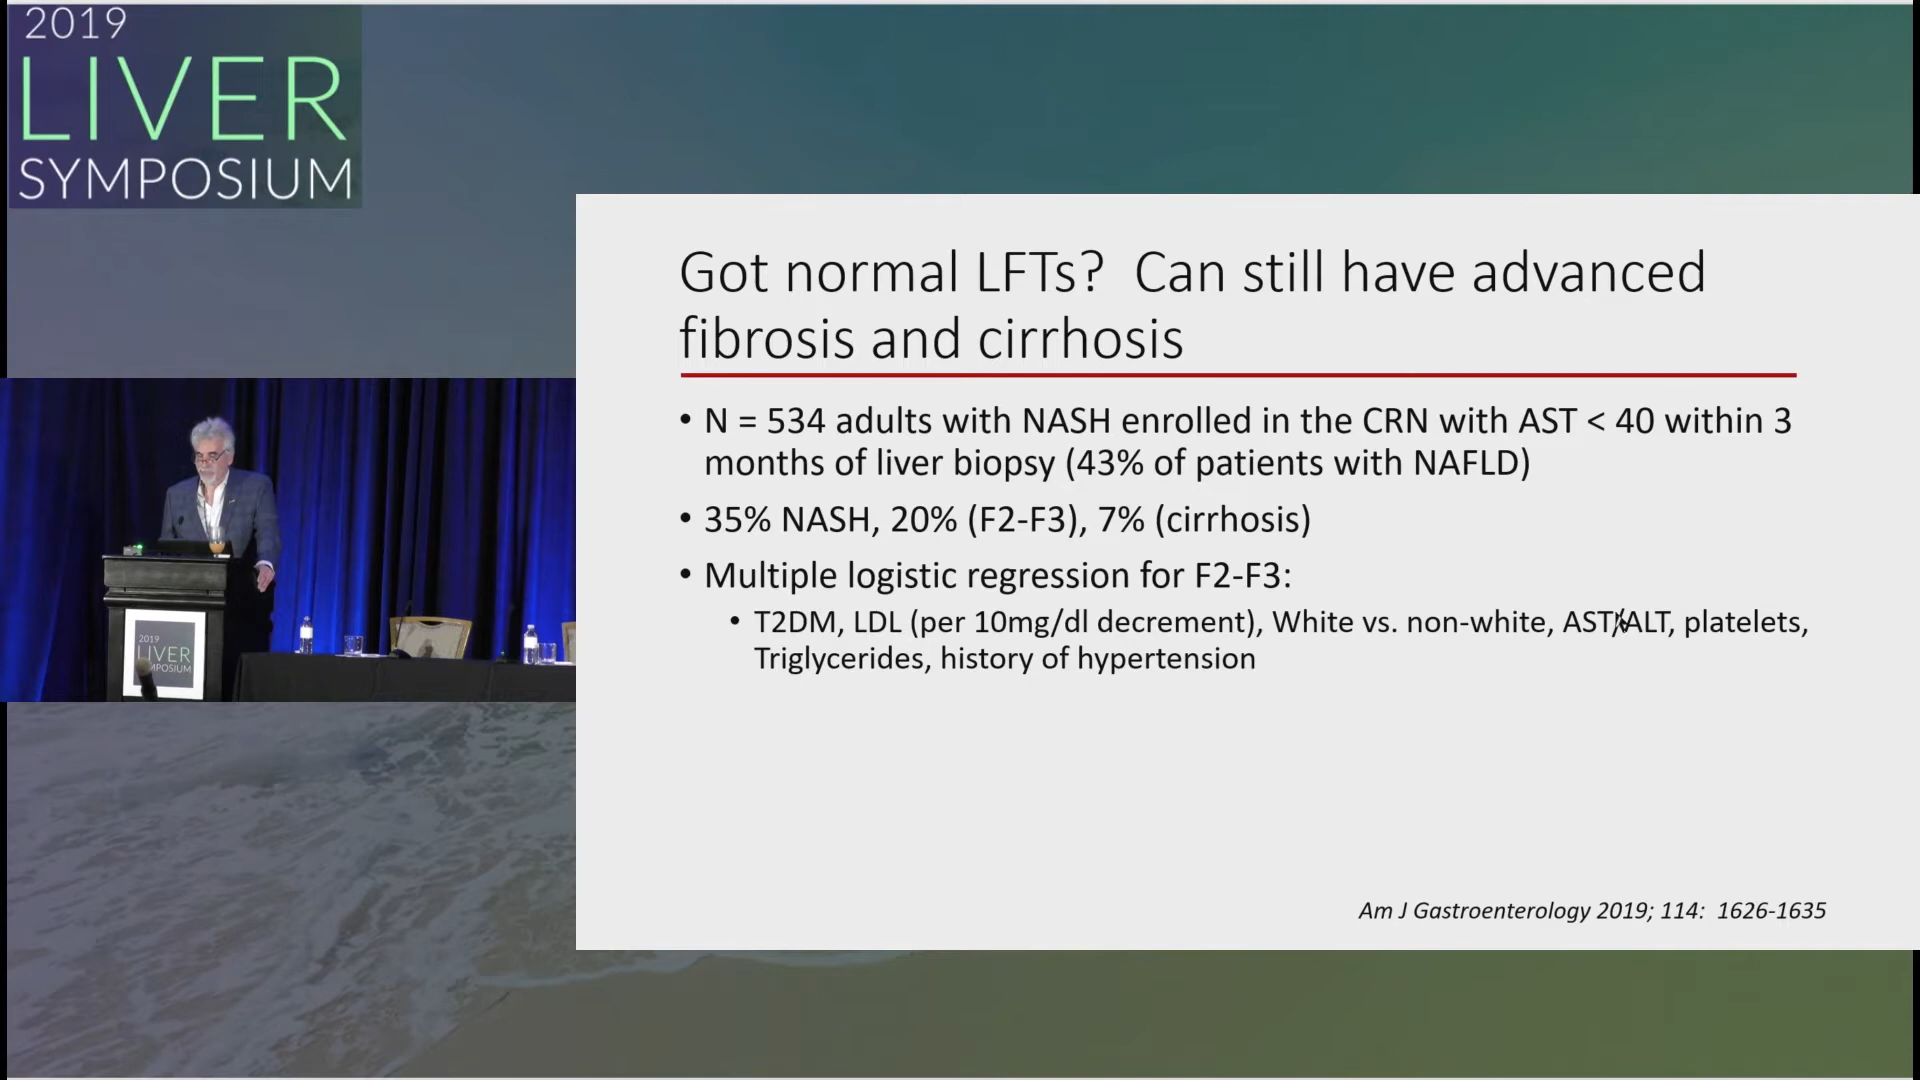 2019
LIVER
SYMPOSIUM
Got normal LFTs? Can still have advanced
fibrosis and cirrhosis
• N = 534 adults with NASH enrolled in the CRN with AST < 40 within 3
months of liver biopsy (43% of patients with NAFLD)
• 35% NASH, 20% (F2-F3), 7% (cirrhosis)
• Multiple logistic regression for F2-F3:
• T2DM, LDL (per 10mg/dl decrement), White vs. non-white, AST/ALT, platelets,
Triglycerides, history of hypertension
Am J Gastroenterology 2019; 114: 1626-1635
2019
LIVER